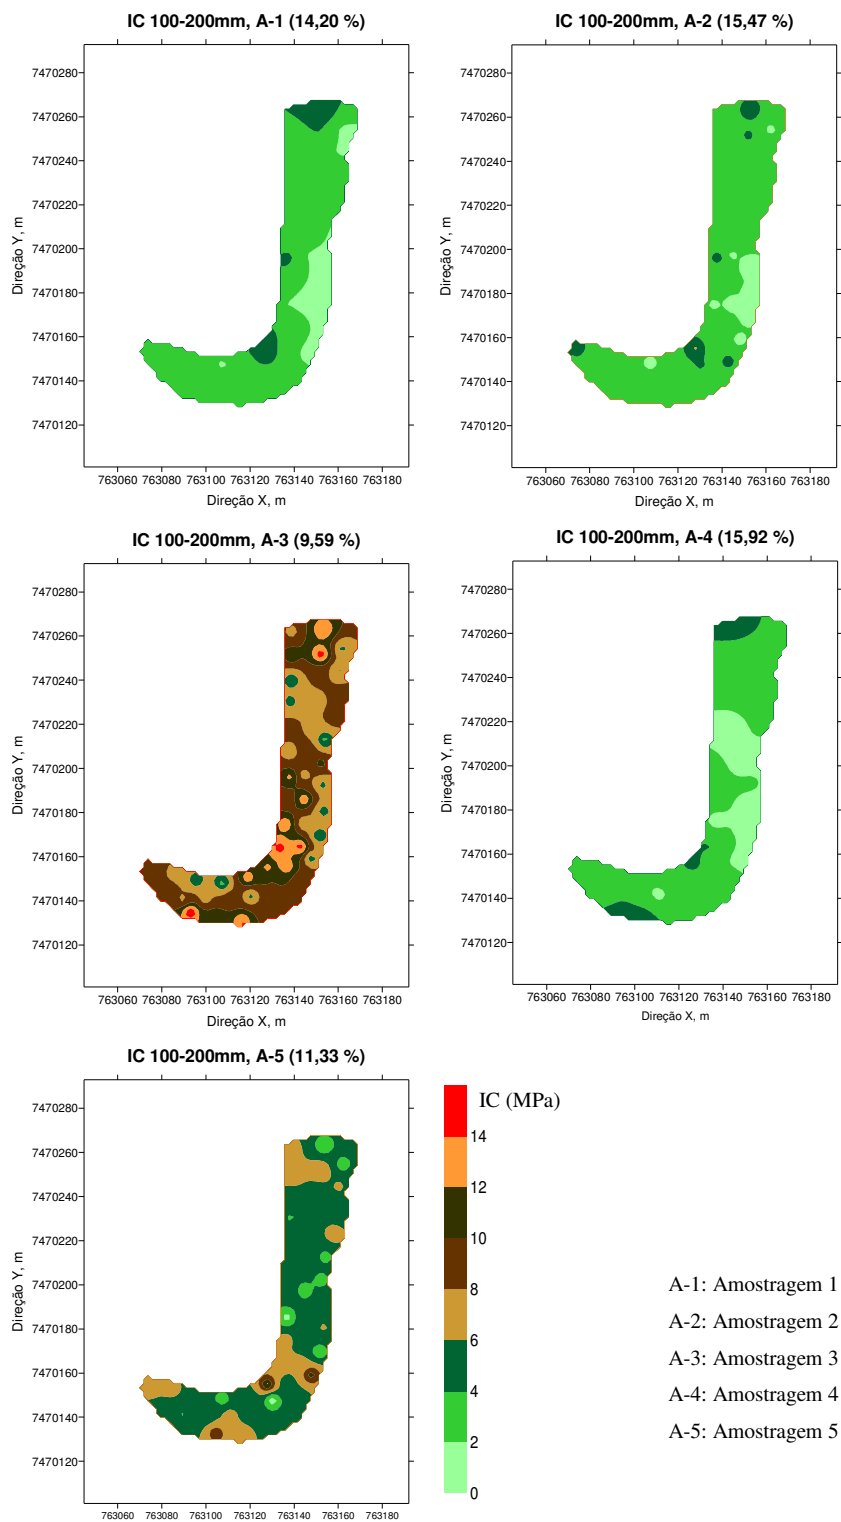 IC 100-200mm, A-1 (14,20 %)
7470280
7470260
7470240
7470220
7470200
7470180
7470160
7470140
7470120
Direção Y, m
763060 763080 763100 763120 763140 763160 763180
Direção X, m
IC 100-200mm, A-2 (15,47 %)
7470280
7470260
7470240
7470220
7470200
7470180
7470160
7470140
7470120
Direção Y, m
763060 763080 763100 763120 763140 763160 763180
Direção X, m
IC 100-200mm, A-3 (9,59 %)
7470280
7470260
7470240
7470220
7470200
7470180
7470160
7470140
7470120
Direção Y, m
763060 763080 763100 763120 763140 763160 763180
Direção X, m
IC 100-200mm, A-4 (15,92 %)
7470280
7470260
7470240
7470220
7470200
7470180
7470160
7470140
7470120
Direção Y, m
763060 763080 763100 763120 763140 763160 763180
Direção X, m
IC 100-200mm, A-5 (11,33 %)
7470280
7470260
7470240
7470220
7470200
7470180
7470160
7470140
7470120
Direção Y, m
763060 763080 763100 763120 763140 763160 763180
IC (MPa)
14
12
10
8
6
4
2
0
A-1: Amostragem 1
A-2: Amostragem 2
A-3: Amostragem 3
A-4: Amostragem 4
A-5: Amostragem 5